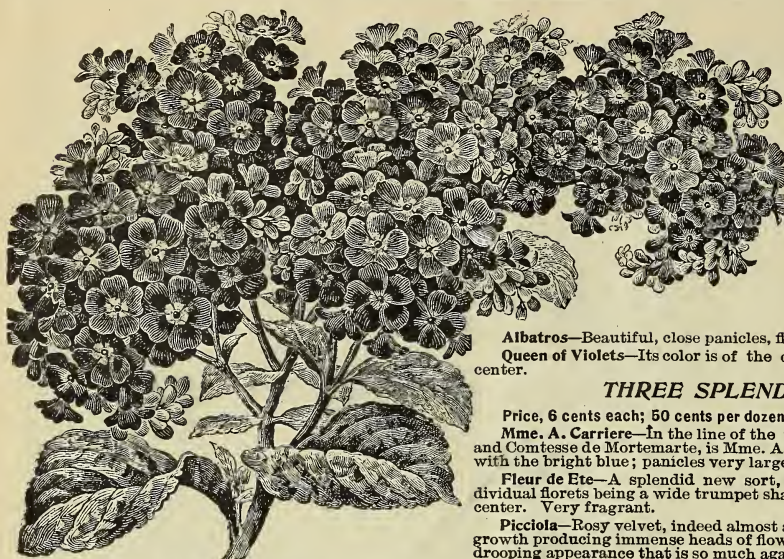 Albatros—Beautiful, close panicles, fl
Queen of Violets—Its color is of the
center.
THREE SPLEND
Price, 6 cents each; 50 cents per dozen
Mme. A. Carriere—In the line of the
and Comtesse de Mortemarte, is Mme. A.
with the bright blue; panicles very large
Fleur de Ete—A splendid new sort,
dividual florets being a wide trumpet sh
center. Very fragrant.
Picciola—Rosy velvet, indeed almost
growth producing immense heads of flow
drooping appearance that is so much aga